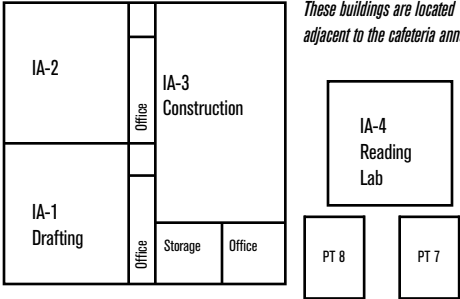 These buildings are located
adjacent to the cafeteria
IA-2
Office
IA-3
Construction
IA-4
Reading
Lab
IA-1
Drafting
Office
Storage
Office
PT 8
PT 7